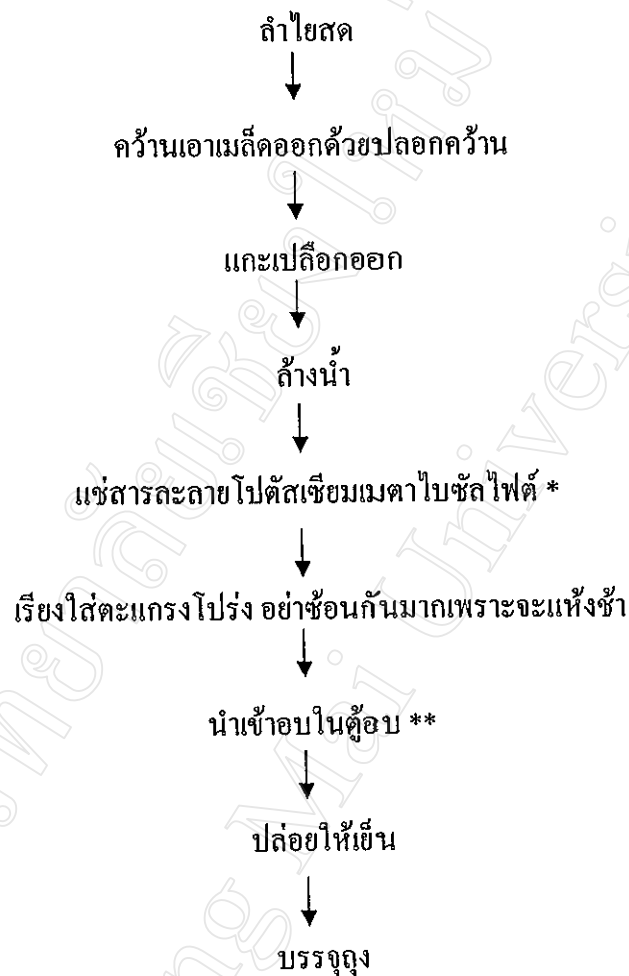 ลำไยสด
คว้านเอาเมล็ดออกด้วยปลอกคว้าน
แกะเปลือกออก
ล้างน้ำ
แช่สารละลายโปตัสเซียมเมตาไบซัลไฟต์ *
เรียงใส่ตะแกรงโปร่ง อย่าซ้อนกันมากเพราะจะแห้งช้า
นำเข้าอบในตู้อบ **
ปล่อยให้เย็น
บรรจุถุง